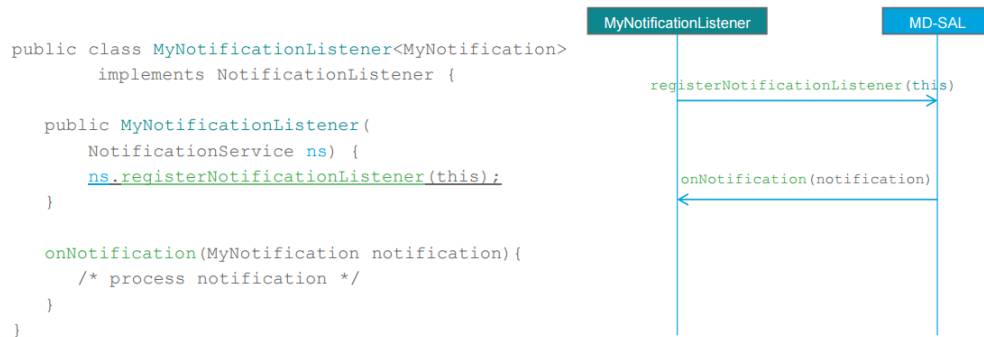 public class MyNotificationListener<MyNotification>
implements NotificationListener {
public MyNotificationListener(
NotificationService ns) {
ns.registerNotificationListener(this);
}
onNotification(MyNotification notification){
/* process notification */
}
}
MyNotificationListener
MD-SAL
registerNotificationListener(this)
onNotification(notification)